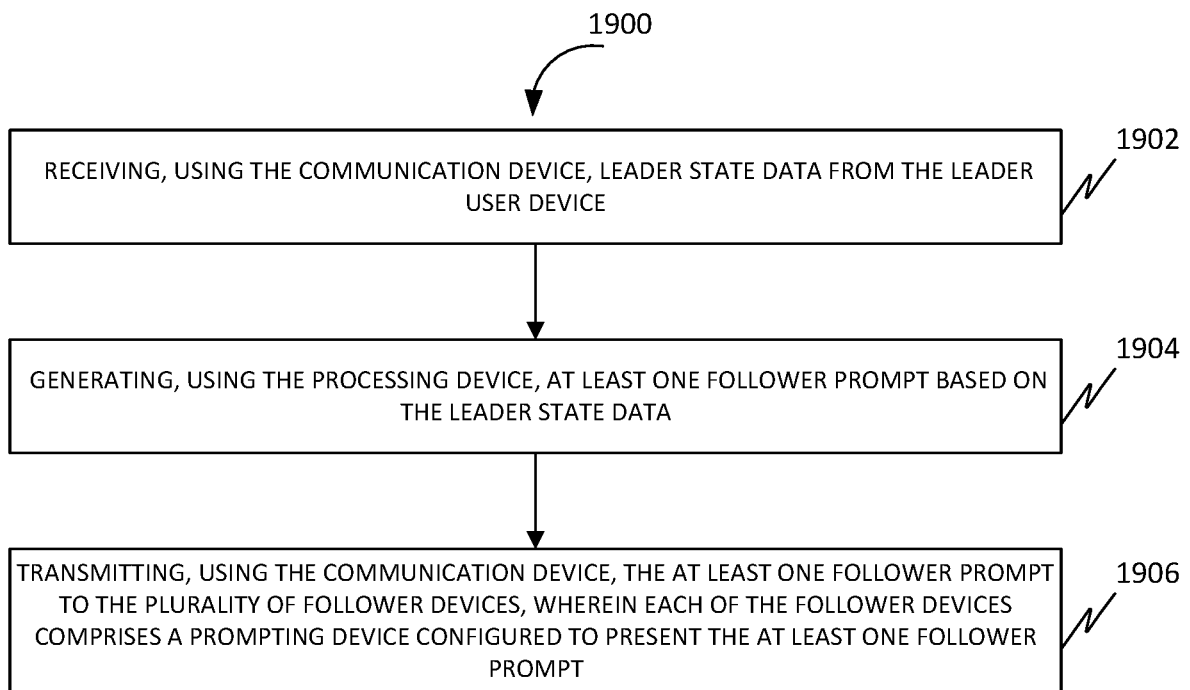 1900
RECEIVING, USING THE COMMUNICATION DEVICE, LEADER STATE DATA FROM THE LEADER
USER DEVICE
1902
GENERATING, USING THE PROCESSING DEVICE, AT LEAST ONE FOLLOWER PROMPT BASED ON
THE LEADER STATE DATA
1904
TRANSMITTING, USING THE COMMUNICATION DEVICE, THE AT LEAST ONE FOLLOWER PROMPT
TO THE PLURALITY OF FOLLOWER DEVICES, WHEREIN EACH OF THE FOLLOWER DEVICES
COMPRISES A PROMPTING DEVICE CONFIGURED TO PRESENT THE AT LEAST ONE FOLLOWER
PROMPT
1906